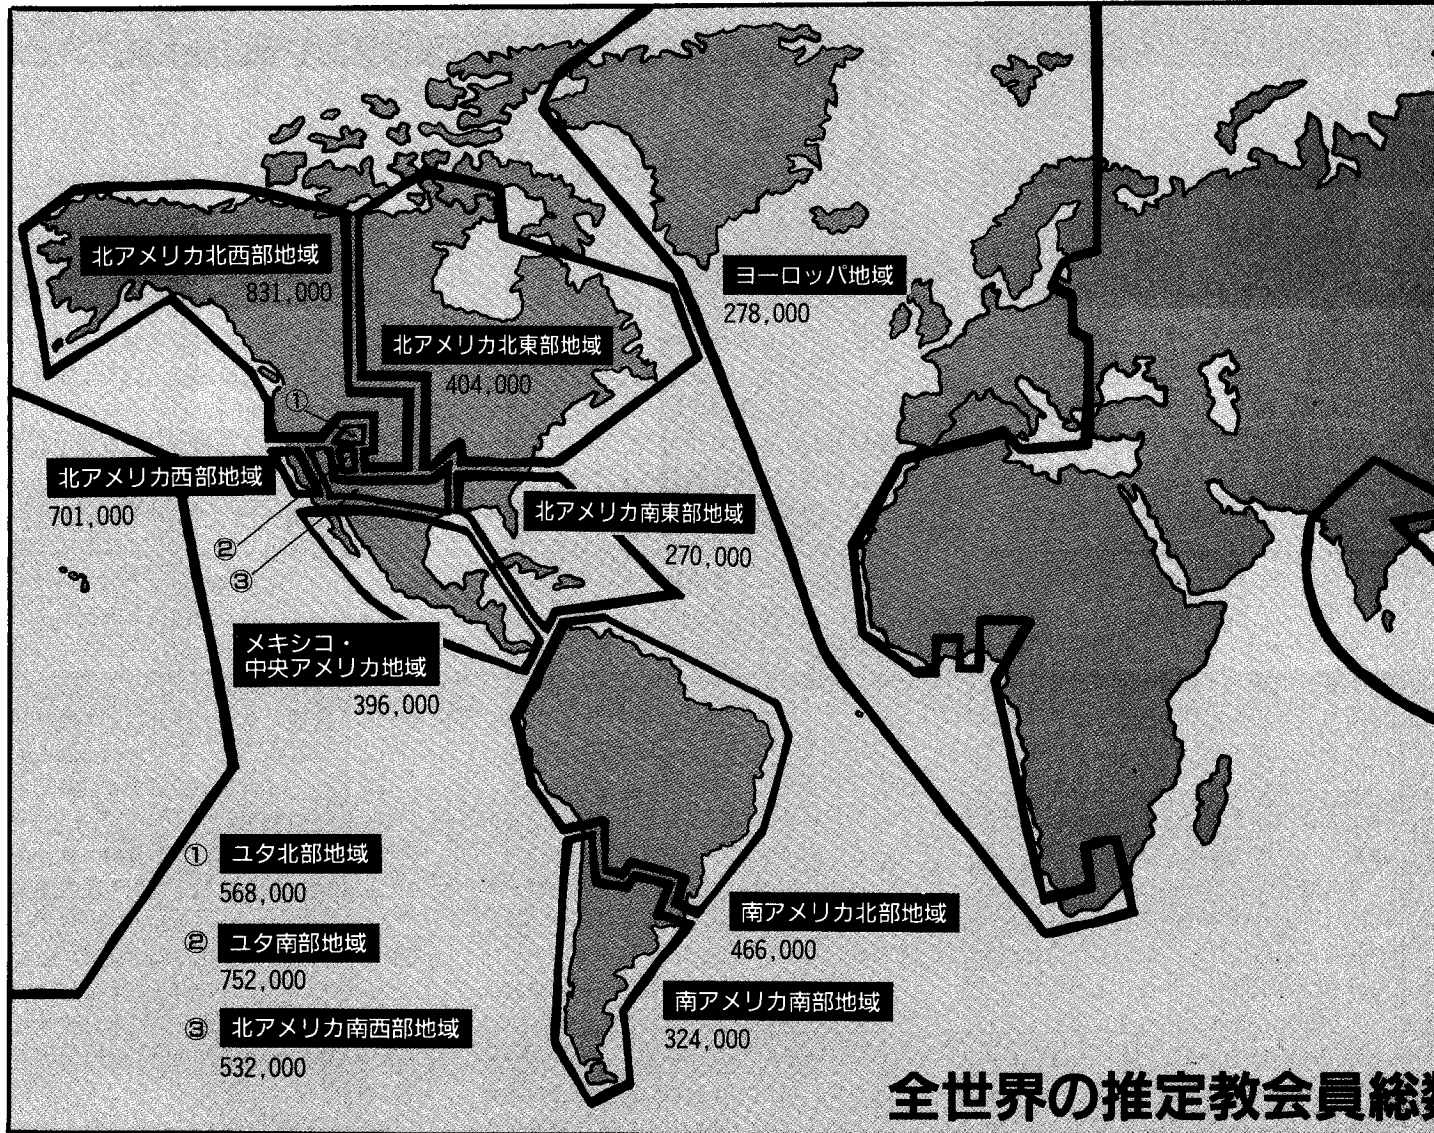 北アメリカ北西部地域
831,000
北アメリカ北東部地域
404,000
ヨーロッパ地域
278,000
①
北アメリカ西部地域
701,000
②
③
北アメリカ南東部地域
270,000
メキシコ・
中央アメリカ地域
396,000
① ユタ北部地域
568,000
② ユタ南部地域
752,000
③ 北アメリカ南西部地域
532,000
南アメリカ北部地域
466,000
南アメリカ南部地域
324,000
全世界の推定教会員総数